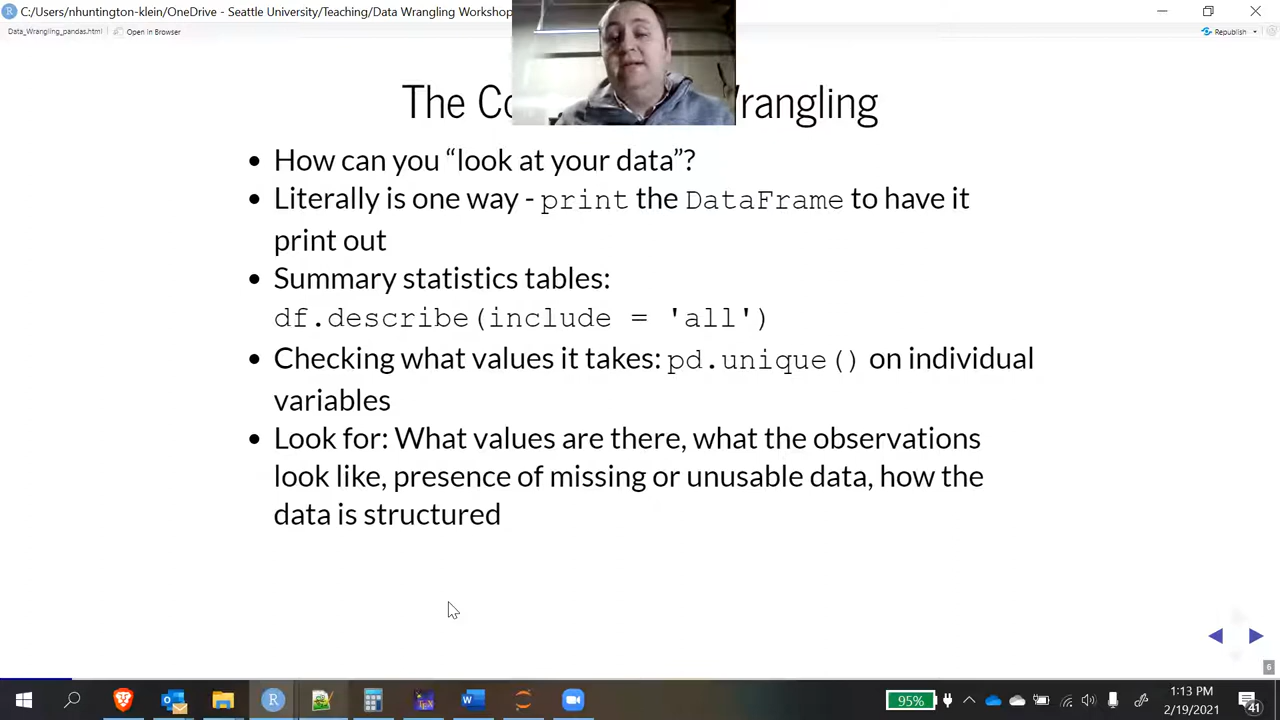 C:/Users/nhuntington-klein/OneDrive - Seattle University/Teaching/Data Wrangling Workshop
Data_Wrangling_pandas.html
Open in Browser
Republish
The Co
Wrangling
How can you “look at your data”?
Literally is one way - print the DataFrame to have it
print out
Summary statistics tables:
df.describe(include = 'all')
Checking what values it takes: pd.unique() on individual
variables
Look for: What values are there, what the observations
look like, presence of missing or unusable data, how the
data is structured
6
95%
1:13 PM
2/19/2021
41